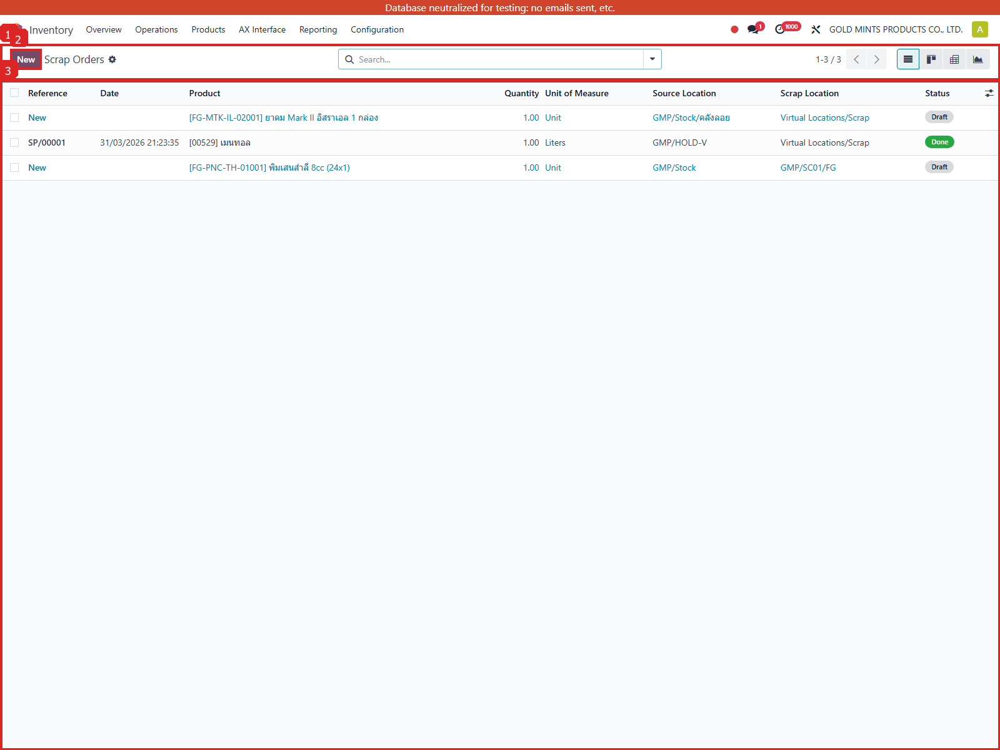 Database neutralized for testing: no emails sent, etc.
1 2 Inventory Overview Operations Products AX Interface Reporting Configuration 1 1000 GOLD MINTS PRODUCTS CO., LTD. A
New Scrap Orders Search... 1-3 / 3
3
Reference Date Product Quantity Unit of Measure Source Location Scrap Location Status
New [FG-MTK-IL-02001] ยาดม Mark II อิสราเอล 1 กล่อง 1.00 Unit GMP/Stock/คลังลอย Virtual Locations/Scrap Draft
SP/00001 31/03/2026 21:23:35 [00529] เมนทอล 1.00 Liters GMP/HOLD-V Virtual Locations/Scrap Done
New [FG-PNC-TH-01001] พิมเสนสำลี 8cc (24x1) 1.00 Unit GMP/Stock GMP/SC01/FG Draft